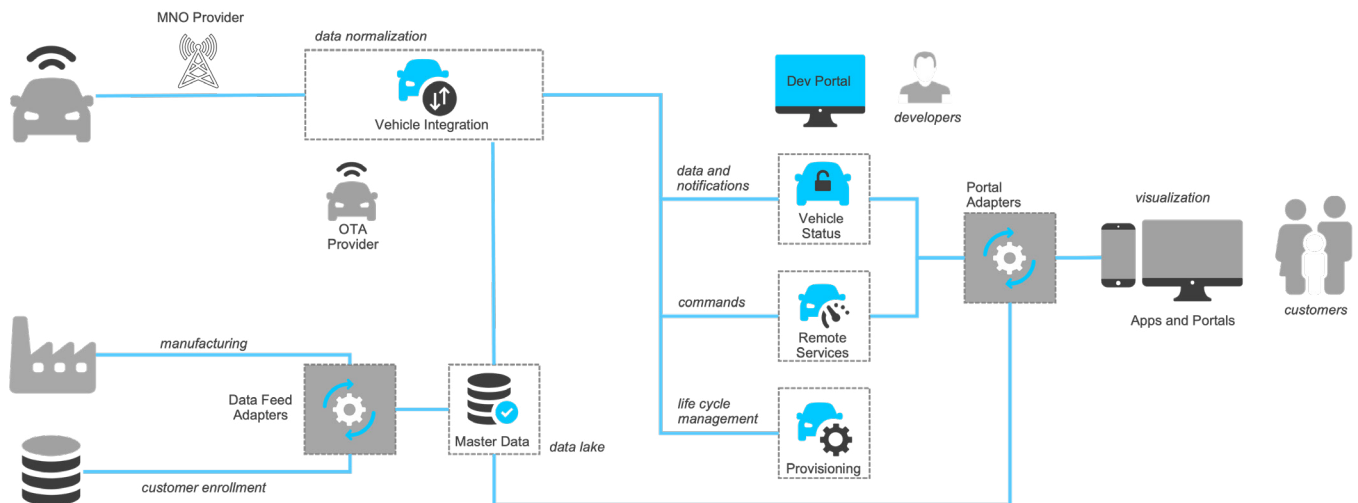 MNO Provider
data normalization
Vehicle Integration
OTA
Provider
Dev Portal
developers
data and
notifications
Vehicle
Status
commands
Remote
Services
life cycle
management
Provisioning
Portal
Adapters
visualization
Apps and Portals
customers
manufacturing
Data Feed
Adapters
customer enrollment
Master Data
data lake